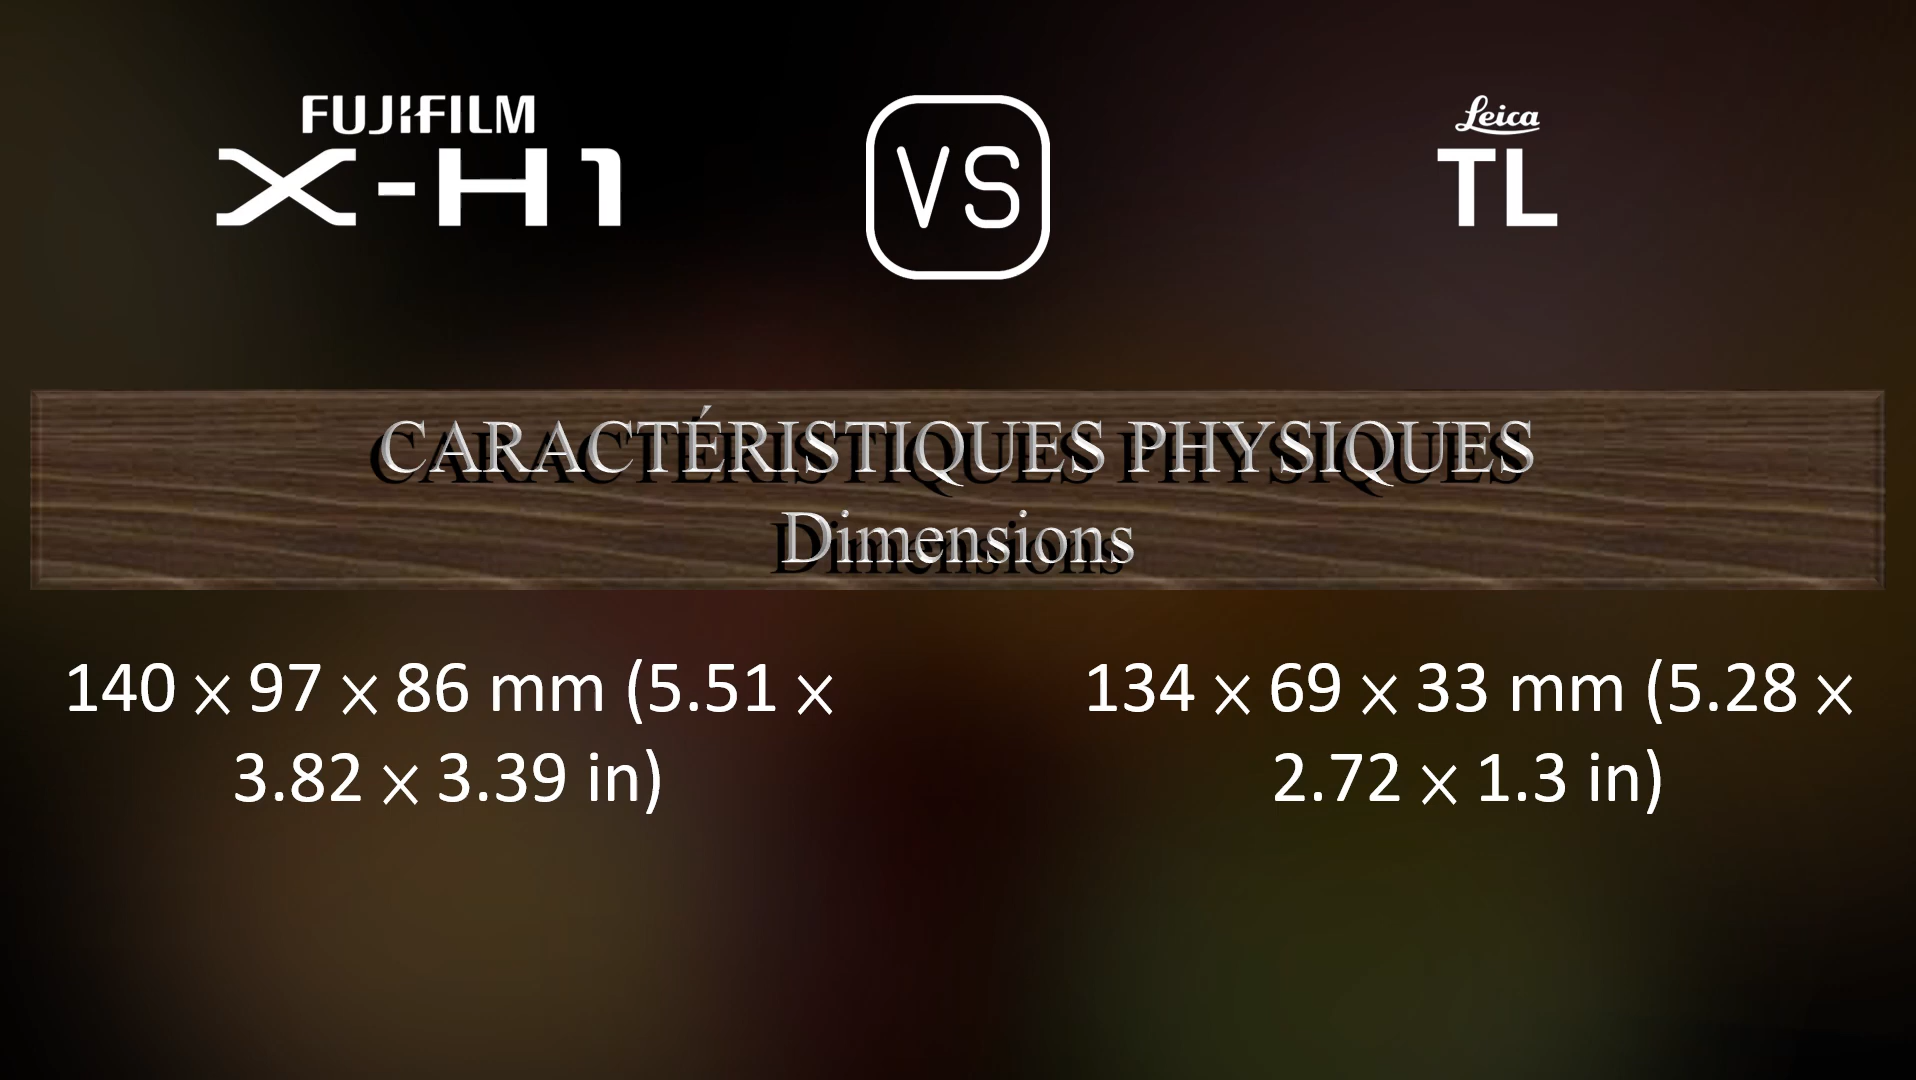 FUJIFILM
X-H1
VS
Leica
TL
CARACTÉRISTIQUES PHYSIQUES
Dimensions
140 x 97 x 86 mm (5.51 x
3.82 x 3.39 in)
134 x 69 x 33 mm (5.28 x
2.72 x 1.3 in)